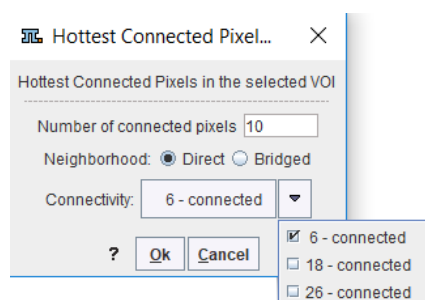 Hottest Connected Pixel...
Hottest Connected Pixels in the selected VOI
Number of connected pixels 10
Neighborhood: Direct Bridged
Connectivity: 6 - connected
? Ok Cancel
6 - connected
18 - connected
26 - connected